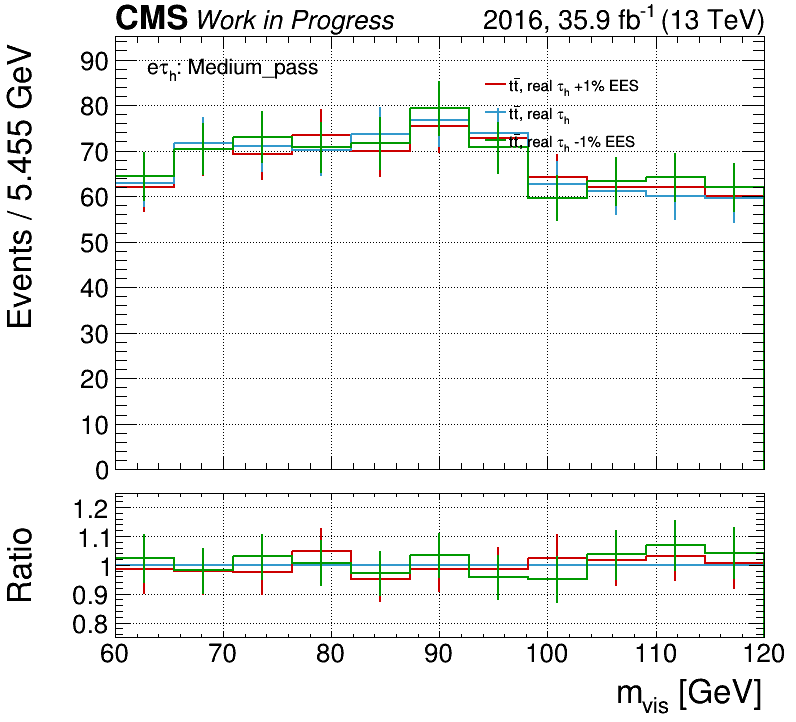 CMS Work in Progress 2016, 35.9 fb⁻¹ (13 TeV)
eτₕ: Medium_pass
tt̄, real τₕ +1% EES
tt̄, real τₕ
tt̄, real τₕ -1% EES
Events / 5.455 GeV
90
80
70
60
50
40
30
20
10
0
Ratio
1.2
1.1
1
0.9
0.8
60 70 80 90 100 110 120
m_vis [GeV]